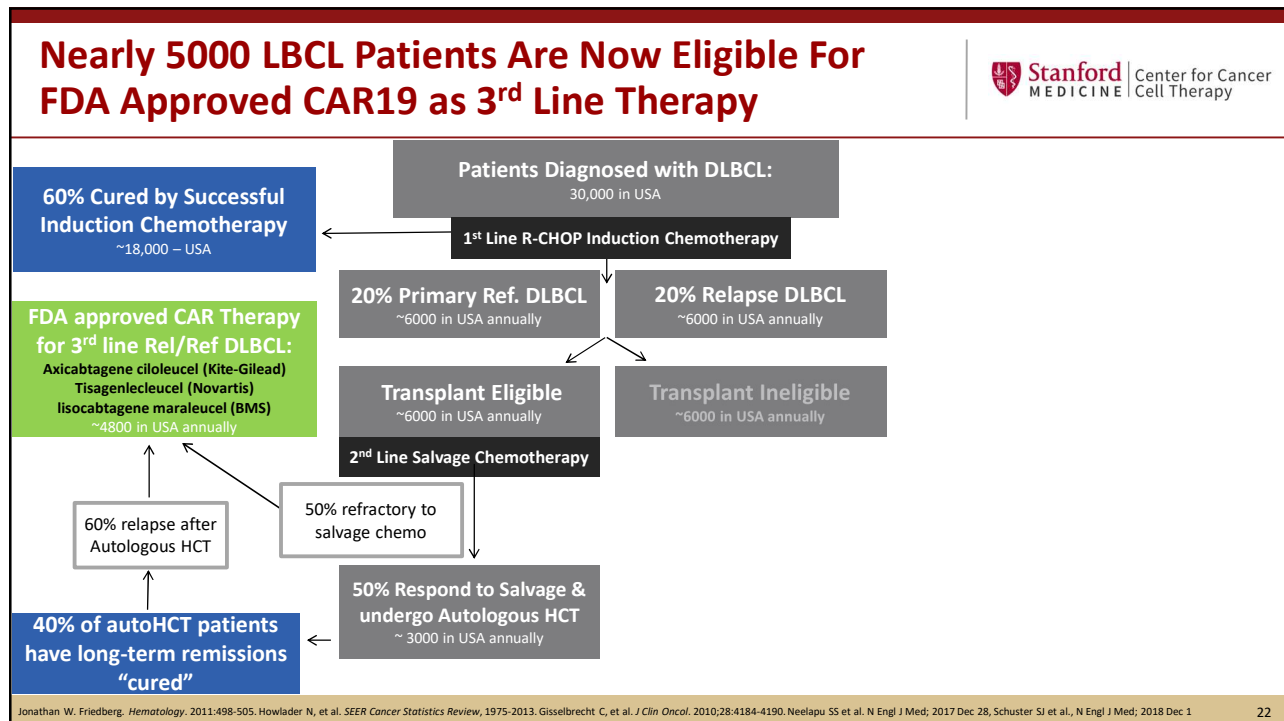 Nearly 5000 LBCL Patients Are Now Eligible For
FDA Approved CAR19 as 3rd Line Therapy
Stanford
MEDICINE
Center for Cancer
Cell Therapy
Patients Diagnosed with DLBCL:
30,000 in USA
1st Line R-CHOP Induction Chemotherapy
60% Cured by Successful
Induction Chemotherapy
~18,000 – USA
20% Primary Ref. DLBCL
~6000 in USA annually
20% Relapse DLBCL
~6000 in USA annually
FDA approved CAR Therapy
for 3rd line Rel/Ref DLBCL:
Axicabtagene ciloleucel (Kite-Gilead)
Tisagenlecleucel (Novartis)
lisocabtagene maraleucel (BMS)
~4800 in USA annually
Transplant Eligible
~6000 in USA annually
Transplant Ineligible
~6000 in USA annually
2nd Line Salvage Chemotherapy
60% relapse after
Autologous HCT
50% refractory to
salvage chemo
50% Respond to Salvage &
undergo Autologous HCT
~ 3000 in USA annually
40% of autoHCT patients
have long-term remissions
“cured”
Jonathan W. Friedberg. Hematology. 2011:498-505. Howlader N, et al. SEER Cancer Statistics Review, 1975-2013. Gisselbrecht C, et al. J Clin Oncol. 2010;28:4184-4190. Neelapu SS et al. N Engl J Med; 2017 Dec 28, Schuster SJ et al., N Engl J Med; 2018 Dec 1
22